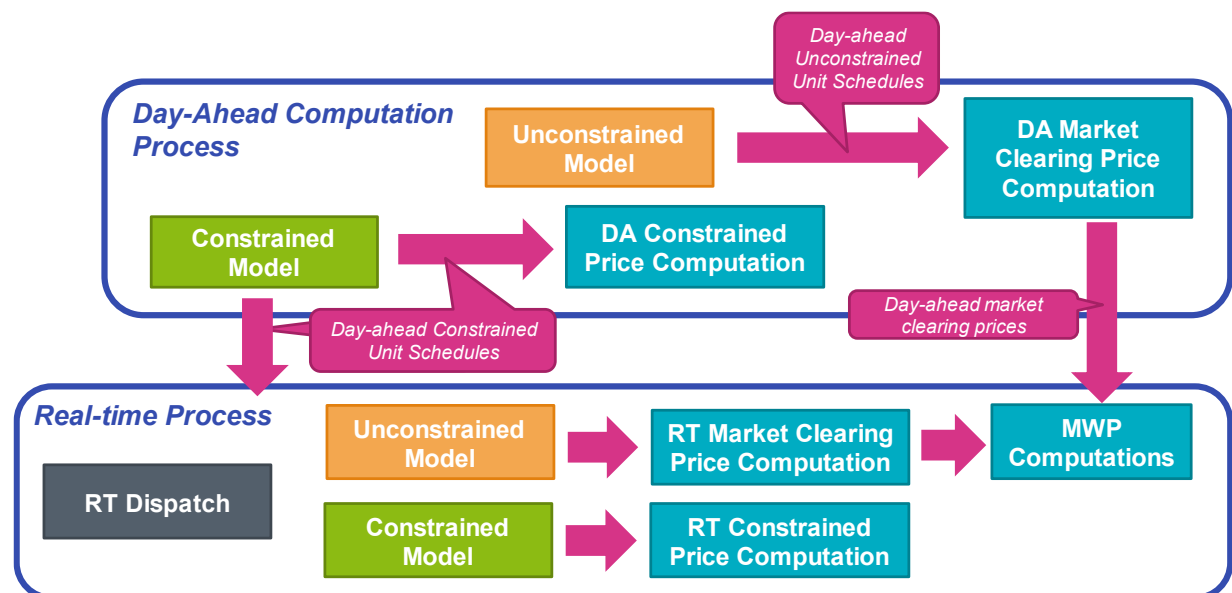 Day-ahead
Unconstrained
Unit Schedules
Day-Ahead Computation
Process
Unconstrained
Model
DA Market
Clearing Price
Computation
Constrained
Model
DA Constrained
Price Computation
Day-ahead Constrained
Unit Schedules
Day-ahead market
clearing prices
Real-time Process
Unconstrained
Model
RT Market Clearing
Price Computation
MWP
Computations
RT Dispatch
Constrained
Model
RT Constrained
Price Computation